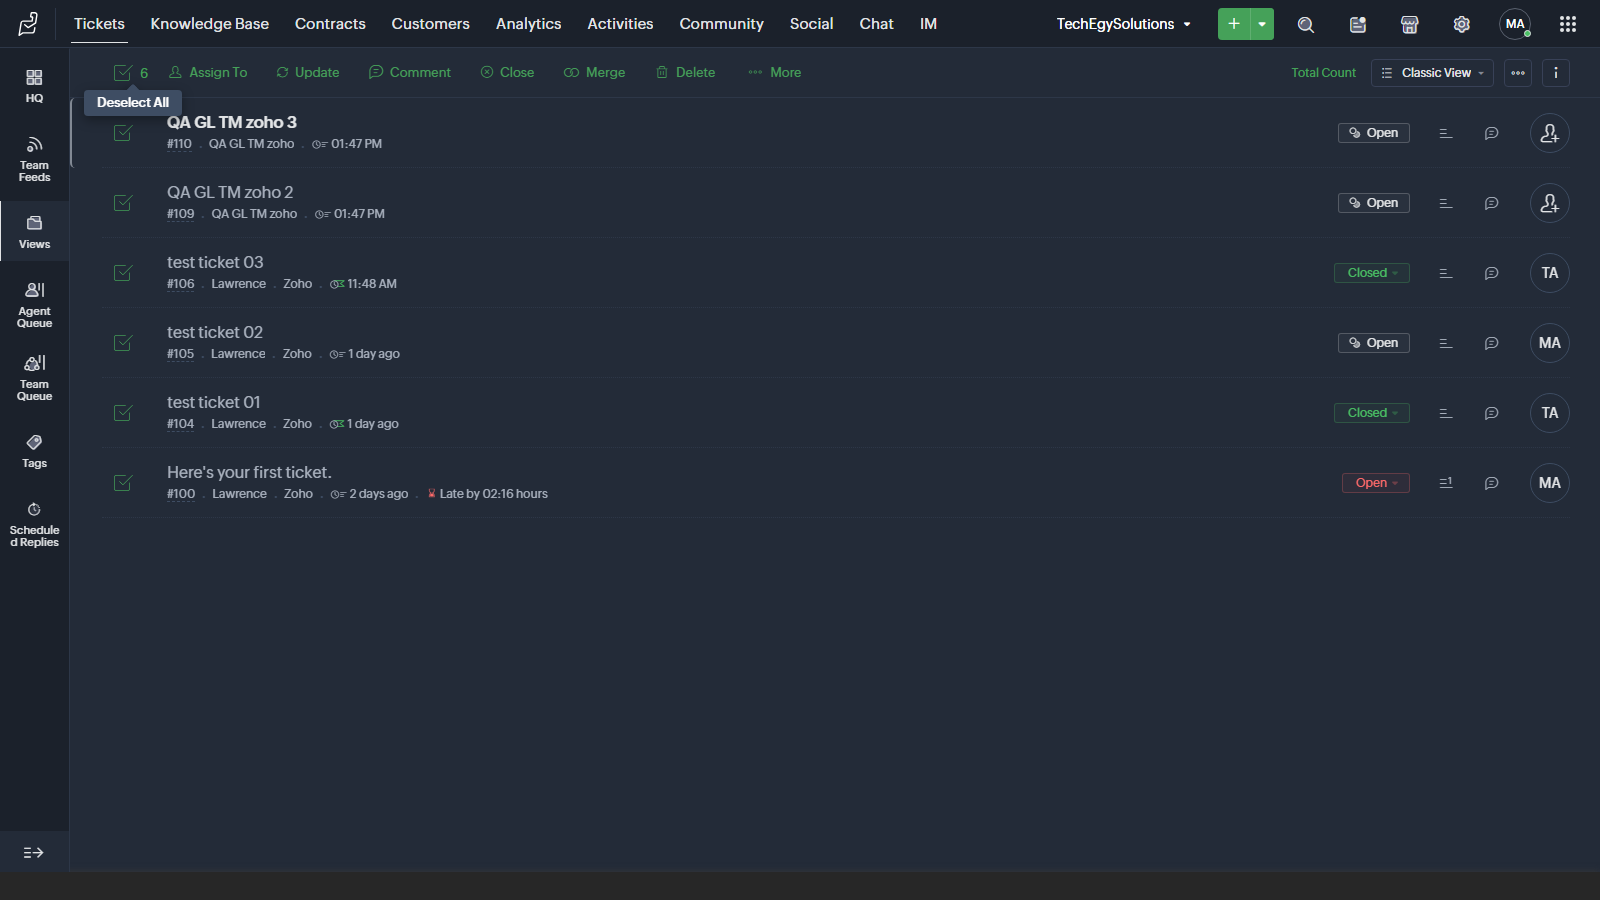 Tickets Knowledge Base Contracts Customers Analytics Activities Community Social Chat IM TechEgySolutions MA
6 Assign To Update Comment Close Merge Delete More Total Count Classic View
Deselect All
HQ
Team
Feeds
Views
Agent
Queue
Team
Queue
Tags
Schedule
d Replies
QA GL TM zoho 3
#110 . QA GL TM zoho . 01:47 PM
Open
QA GL TM zoho 2
#109 . QA GL TM zoho . 01:47 PM
Open
test ticket 03
#106 . Lawrence . Zoho . 11:48 AM
Closed TA
test ticket 02
#105 . Lawrence . Zoho . 1 day ago
Open MA
test ticket 01
#104 . Lawrence . Zoho . 1 day ago
Closed TA
Here's your first ticket.
#100 . Lawrence . Zoho . 2 days ago . Late by 02:16 hours
Open 1 MA